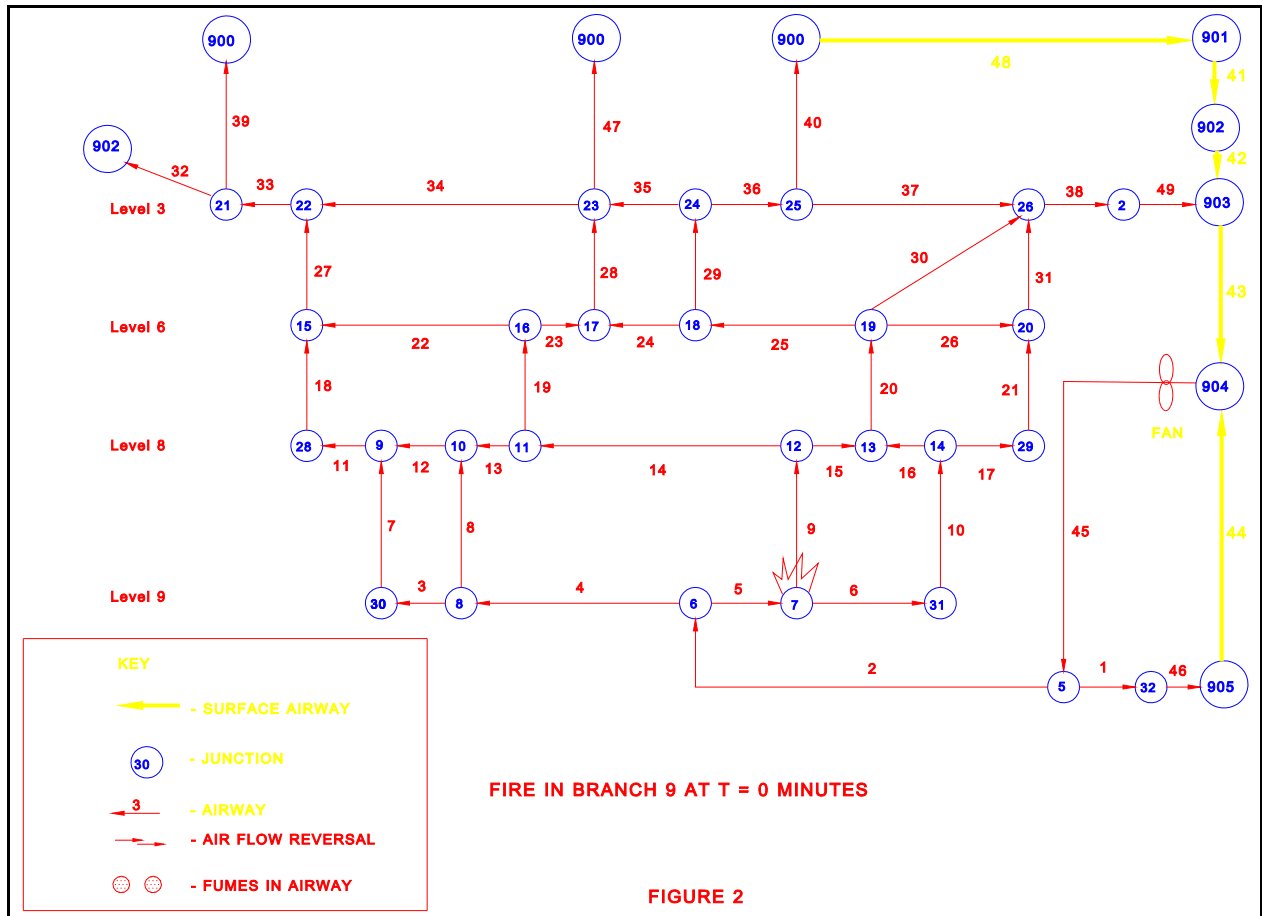 900 900 900 901
48
41
39 47 40
902 902
32 42
33 34 35 36 37 38 49
Level 3 21 22 23 24 25 26 2 903
30
27 28 29 31 43
Level 6 15 16 17 18 19 20
22 23 24 25 26
904
18 19 20 21
FAN
Level 8 28 9 10 11 12 13 14 29
11 12 13 14 15 16 17
7 8 9 10 45 44
3 4 5 6
Level 9 30 8 6 7 31
2 1 46
5 32 905
KEY
- SURFACE AIRWAY
30 - JUNCTION
3 - AIRWAY
- AIR FLOW REVERSAL
- FUMES IN AIRWAY
FIRE IN BRANCH 9 AT T = 0 MINUTES
FIGURE 2